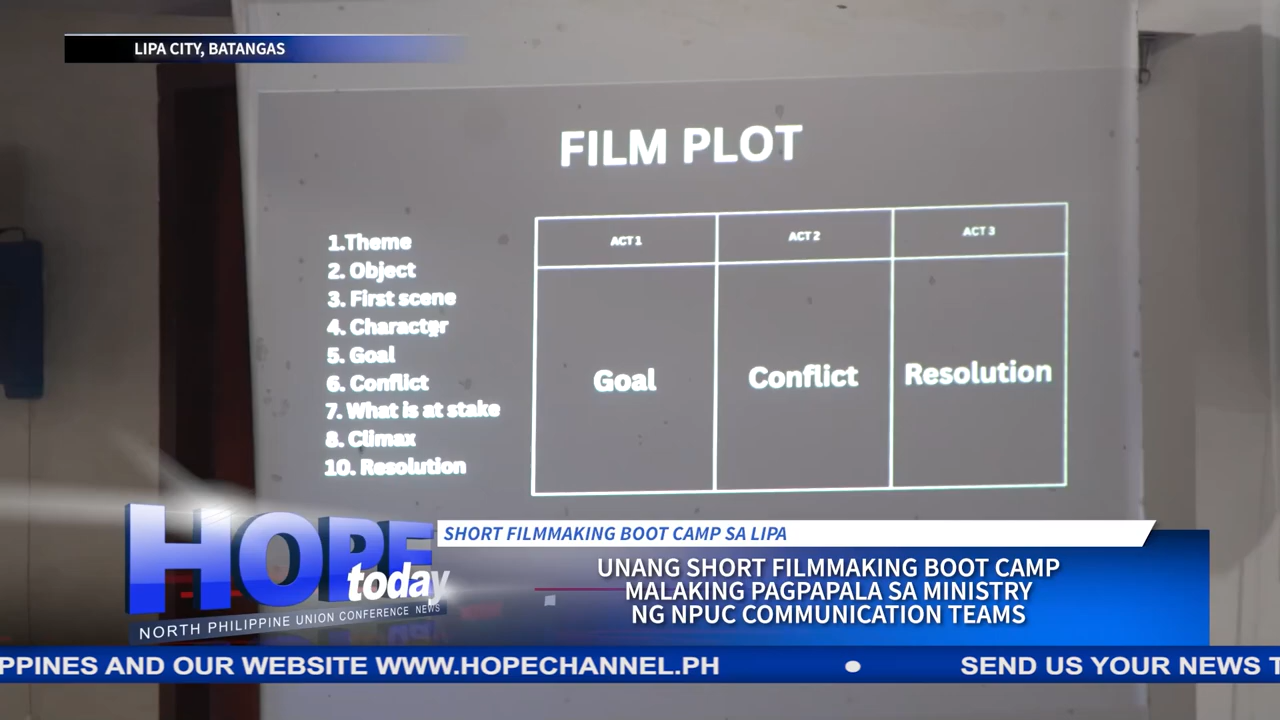 LIPA CITY, BATANGAS
FILM PLOT
1.Theme
2. Object
3. First scene
4. Character
5. Goal
6. Conflict
7. What is at stake
8. Climax
10. Resolution
ACT 1
ACT 2
ACT 3
Goal
Conflict
Resolution
HOPE
today
NORTH PHILIPPINE UNION CONFERENCE NEWS
SHORT FILMMAKING BOOT CAMP SA LIPA
UNANG SHORT FILMMAKING BOOT CAMP
MALAKING PAGPAPALA SA MINISTRY
NG NPUC COMMUNICATION TEAMS
PPINES AND OUR WEBSITE WWW.HOPECHANNEL.PH
SEND US YOUR NEWS T